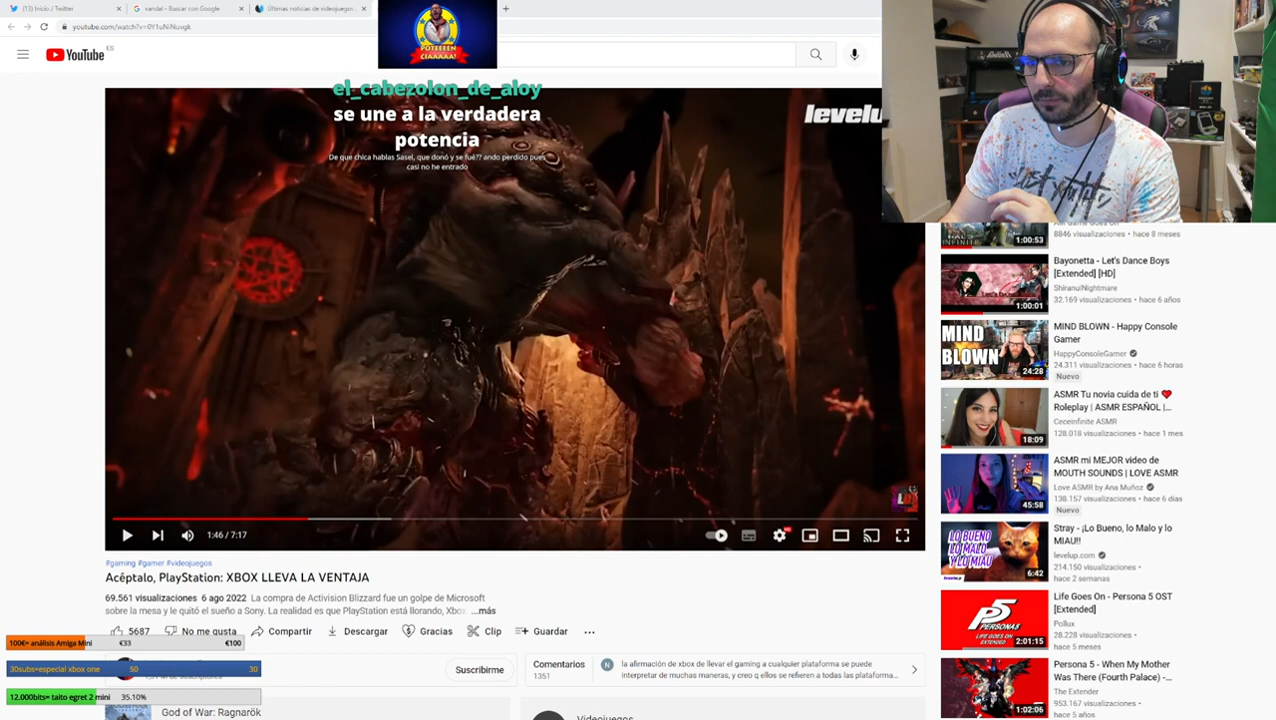 (13) Inicio / Twitter
vandal - Buscar con Google
Últimas noticias de videojuegos
youtube.com/watch?v=0Y1uNiNuvgk
YouTube ES
POTEEEEN
CIAAAAA!
el_cabezolon_de_aloy
se une a la verdadera
potencia
De que chica hablas Sasel, que donó y se fué?? ando perdido pues
casi no he entrado
levelu
1:46 / 7:17
#gaming #gamer #videojuegos
Acéptalo, PlayStation: XBOX LLEVA LA VENTAJA
69.561 visualizaciones 6 ago 2022 La compra de Activision Blizzard fue un golpe de Microsoft
sobre la mesa y le quitó el sueño a Sony. La realidad es que PlayStation está llorando, Xbox ...más
5687 No me gusta Compartir Descargar Gracias Clip Guardar
100€= análisis Amiga Mini €33 €100
30subs=especial xbox one 50 30
12.000bits= taito egret 2 mini 35.10%
Suscribirme
Comentarios
1351
N
la afirmación de xbox de llevar el gaming a cualquier plataforma se puede
interpretar de muchas maneras, y creo q ellos se refieren a todas las plataforma...
God of War: Ragnarök
Videojuegos
1:00:53
8846 visualizaciones • hace 8 meses
Bayonetta - Let's Dance Boys
[Extended] [HD]
ShiranuiNightmare
32.169 visualizaciones • hace 6 años
1:00:01
MIND BLOWN - Happy Console
Gamer
HappyConsoleGamer
24.311 visualizaciones • hace 6 horas
Nuevo
MIND
BLOWN
24:28
ASMR Tu novia cuida de ti ❤
Roleplay | ASMR ESPAÑOL |...
Ceceinfinite ASMR
128.018 visualizaciones • hace 1 mes
18:09
ASMR mi MEJOR video de
MOUTH SOUNDS | LOVE ASMR
Love ASMR by Ana Muñoz
138.157 visualizaciones • hace 6 días
Nuevo
45:58
Stray - ¡Lo Bueno, lo Malo y lo
MIAU!!
levelup.com
214.150 visualizaciones •
hace 2 semanas
LO BUENO
LO MALO
Y LO MIAU
6:42
Life Goes On - Persona 5 OST
[Extended]
Pollux
28.228 visualizaciones •
hace 5 meses
2:01:15
Persona 5 - When My Mother
Was There (Fourth Palace) -...
The Extender
953.167 visualizaciones •
hace 5 años
1:02:06